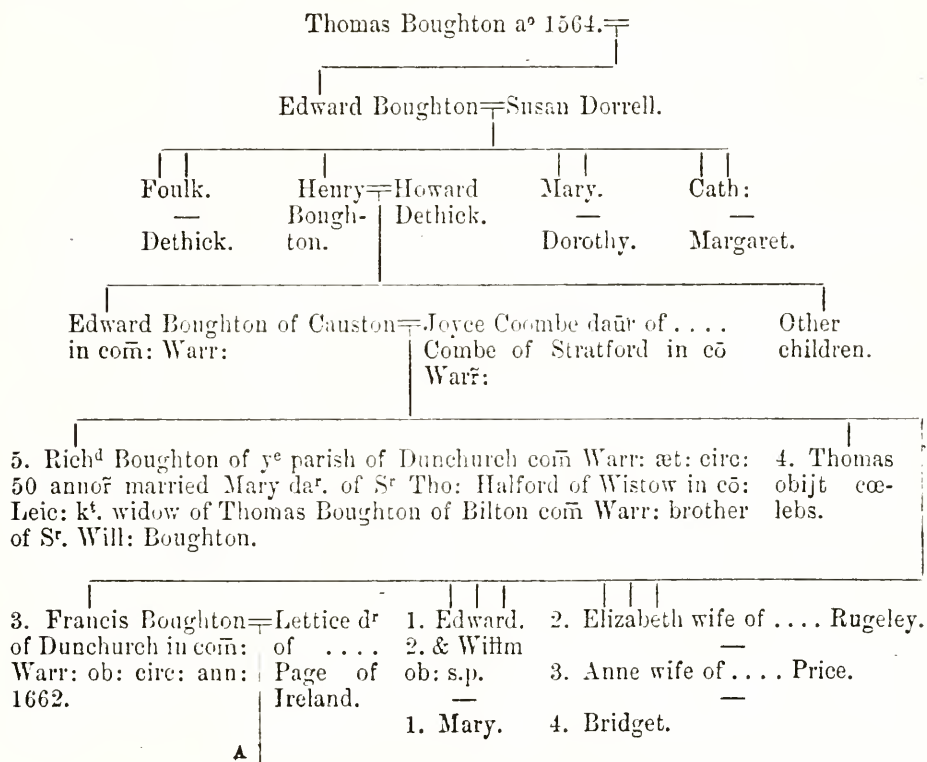 Thomas Boughton aº 1564.
Edward Boughton Susan Dorrell.
Foulk. Henry Howard Mary. Cath:
— Bough- Dethick. — —
Dethick. ton. Dorothy. Margaret.
Edward Boughton of Causton Joyce Coombe daūr of . . . . Other
in com̄: Warr: Combe of Stratford in cō children.
Warr̃:
5. Richᵈ Boughton of yᵉ parish of Dunchurch com̄ Warr: æt: circ: 4. Thomas
50 annor̃ married Mary daʳ. of Sʳ Tho: Halford of Wistow in cō: obijt cœ-
Leic: kᵗ. widow of Thomas Boughton of Bilton com̄ Warr: brother lebs.
of Sʳ. Will: Boughton.
3. Francis Boughton Lettice dʳ 1. Edward. 2. Elizabeth wife of . . . . Rugeley.
of Dunchurch in com̄: of . . . . 2. & Wiłłm —
Warr: ob: circ: ann: Page of ob: s.p. 3. Anne wife of . . . . Price.
1662. Ireland. — —
1. Mary. 4. Bridget.
A